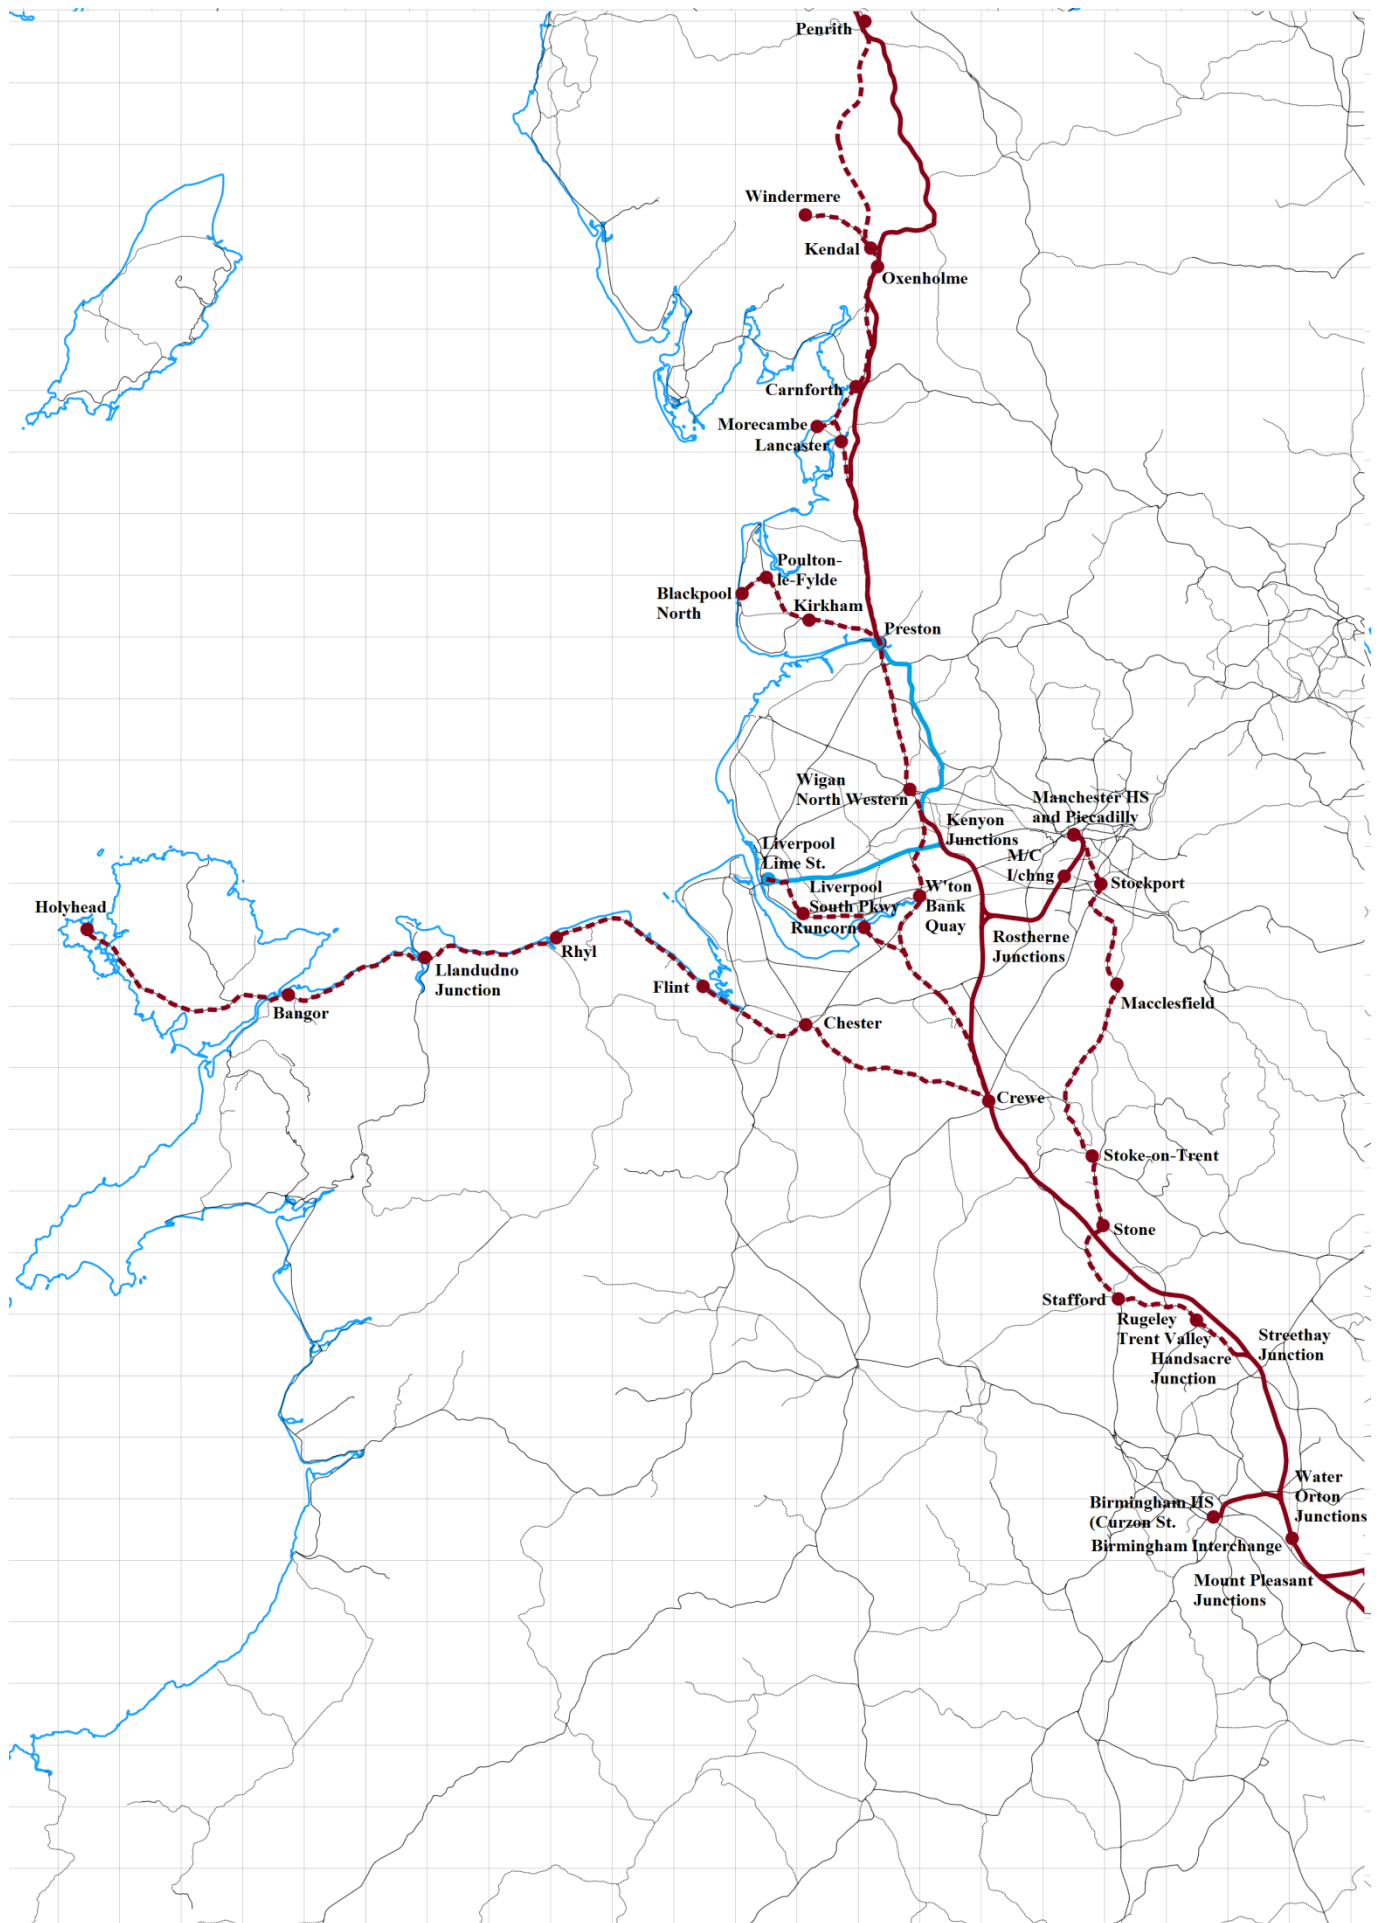 Penrith
Windermere
Kendal
Oxenholme
Carnforth
Morecambe
Lancaster
Poulton-
le-Fylde
Blackpool
North
Kirkham
Preston
Wigan
North Western
Manchester HS
and Piccadilly
Kenyon
Junctions
Liverpool
Lime St.
M/C
I/chng
Stockport
Liverpool
South Pkwy
W'ton
Bank
Quay
Runcorn
Holyhead
Rostherne
Junctions
Rhyl
Llandudno
Junction
Flint
Bangor
Macclesfield
Chester
Crewe
Stoke-on-Trent
Stone
Stafford
Rugeley
Trent Valley
Streethay
Junction
Handsacre
Junction
Water
Orton
Junctions
Birmingham HS
(Curzon St.
Birmingham Interchange
Mount Pleasant
Junctions